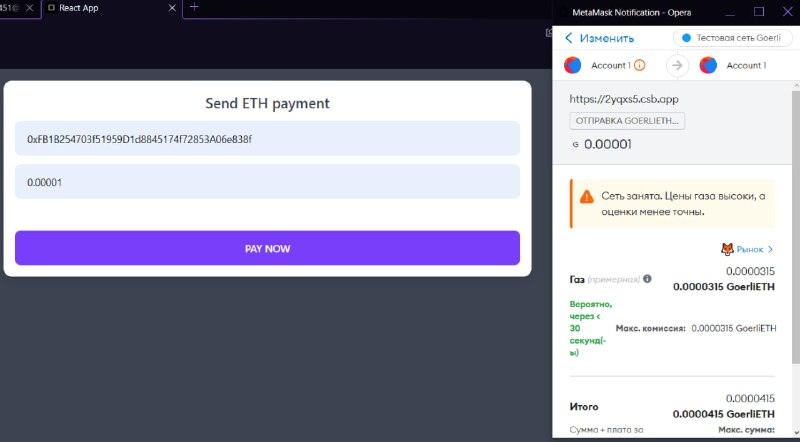 451@
React App
MetaMask Notification - Opera
Изменить
Тестовая сеть Goerli
Account 1
Account 1
https://2yqxs5.csb.app
ОТПРАВКА GOERLIETH...
G 0.00001
Сеть занята. Цены газа высоки, а
оценки менее точны.
Рынок
Газ (примерная)
0.0000315
0.0000315 GoerliETH
Вероятно,
через <
30
секунд(-
ы)
Макс. комиссия: 0.0000315 GoerliETH
Итого
0.0000415
0.0000415 GoerliETH
Сумма + плата за
Макс. сумма:
Send ETH payment
0xFB1B254703f51959D1d8845174f72853A06e838f
0.00001
PAY NOW